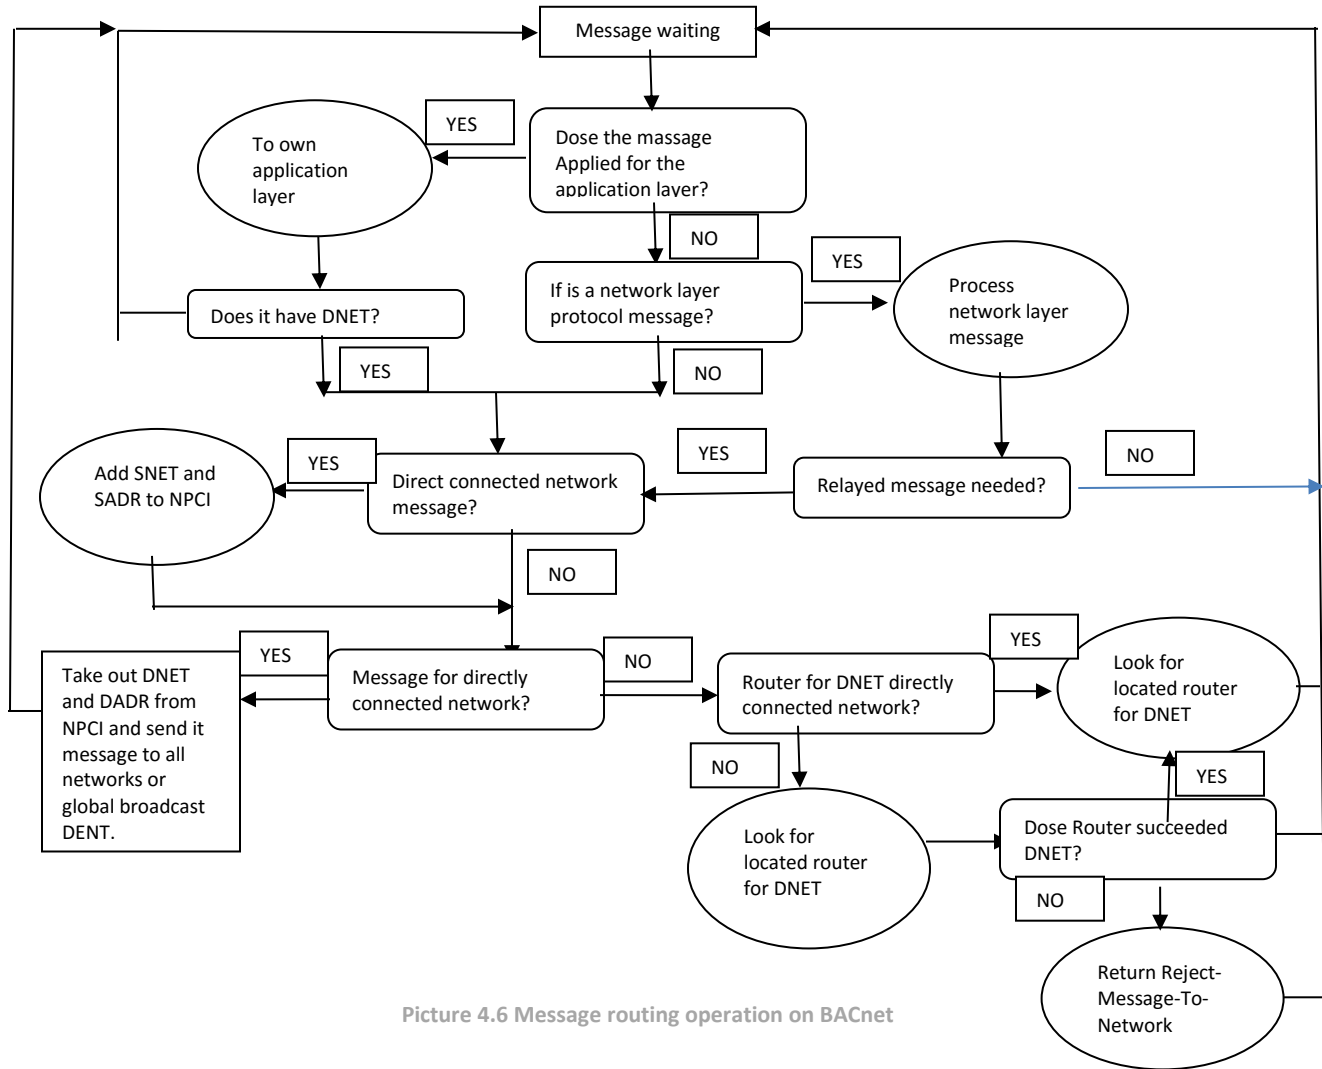 Message waiting
YES
Dose the massage
Applied for the
application layer?
To own
application
layer
NO
YES
If is a network layer
protocol message?
Process
network layer
message
Does it have DNET?
YES
NO
Add SNET and
SADR to NPCI
YES
Direct connected network
message?
YES
Relayed message needed?
NO
NO
YES
Take out DNET
and DADR from
NPCI and send it
message to all
networks or
global broadcast
DENT.
Message for directly
connected network?
NO
Router for DNET directly
connected network?
YES
Look for
located router
for DNET
NO
YES
Look for
located router
for DNET
Dose Router succeeded
DNET?
NO
Return Reject-
Message-To-
Network
Picture 4.6 Message routing operation on BACnet